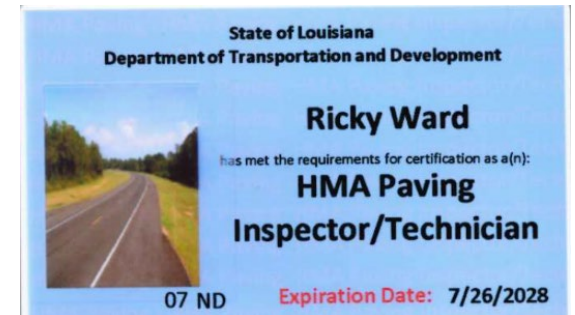 State of Louisiana
Department of Transportation and Development
Ricky Ward
has met the requirements for certification as a(n):
HMA Paving
Inspector/Technician
07 ND
Expiration Date: 7/26/2028